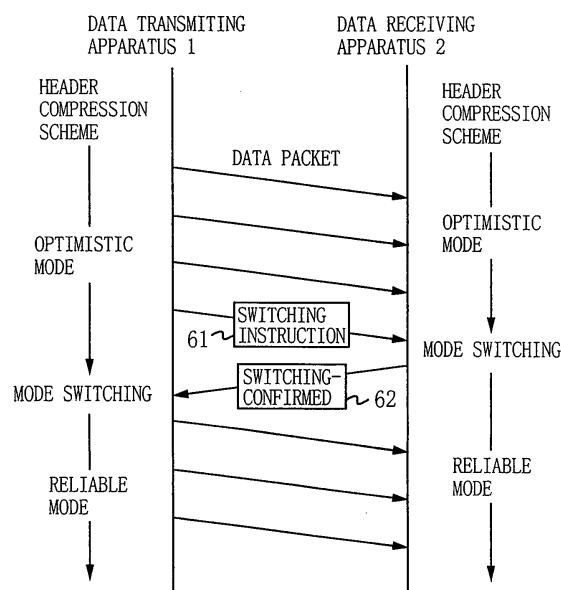 DATA TRANSMITING
APPARATUS 1
DATA RECEIVING
APPARATUS 2
HEADER
COMPRESSION
SCHEME
HEADER
COMPRESSION
SCHEME
DATA PACKET
OPTIMISTIC
MODE
OPTIMISTIC
MODE
SWITCHING
INSTRUCTION
61
MODE SWITCHING
SWITCHING-
CONFIRMED
62
MODE SWITCHING
RELIABLE
MODE
RELIABLE
MODE